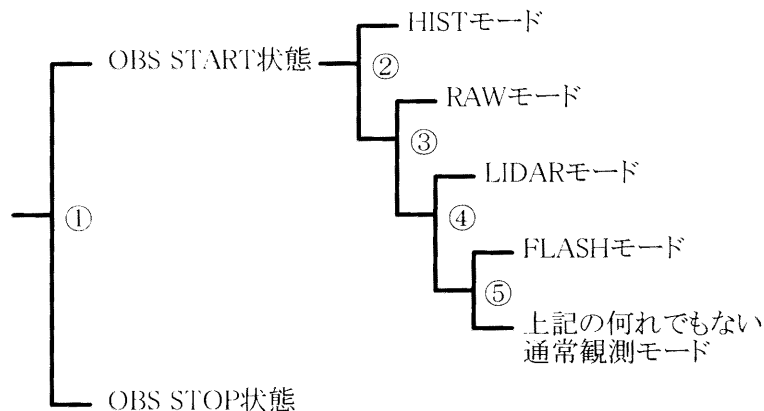 HISTモード
OBS START状態
②
RAWモード
③
LIDARモード
①
④
FLASHモード
⑤
上記の何れでもない
通常観測モード
OBS STOP状態